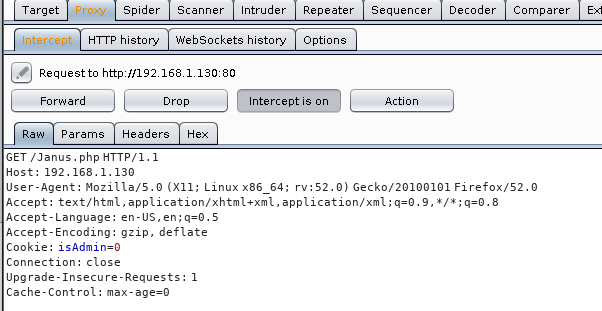 Target Proxy Spider Scanner Intruder Repeater Sequencer Decoder Comparer
Intercept HTTP history WebSockets history Options
Request to http://192.168.1.130:80
Forward Drop Intercept is on Action
Raw Params Headers Hex
GET /Janus.php HTTP/1.1
Host: 192.168.1.130
User-Agent: Mozilla/5.0 (X11; Linux x86_64; rv:52.0) Gecko/20100101 Firefox/52.0
Accept: text/html,application/xhtml+xml,application/xml;q=0.9,*/*;q=0.8
Accept-Language: en-US,en;q=0.5
Accept-Encoding: gzip, deflate
Cookie: isAdmin=0
Connection: close
Upgrade-Insecure-Requests: 1
Cache-Control: max-age=0